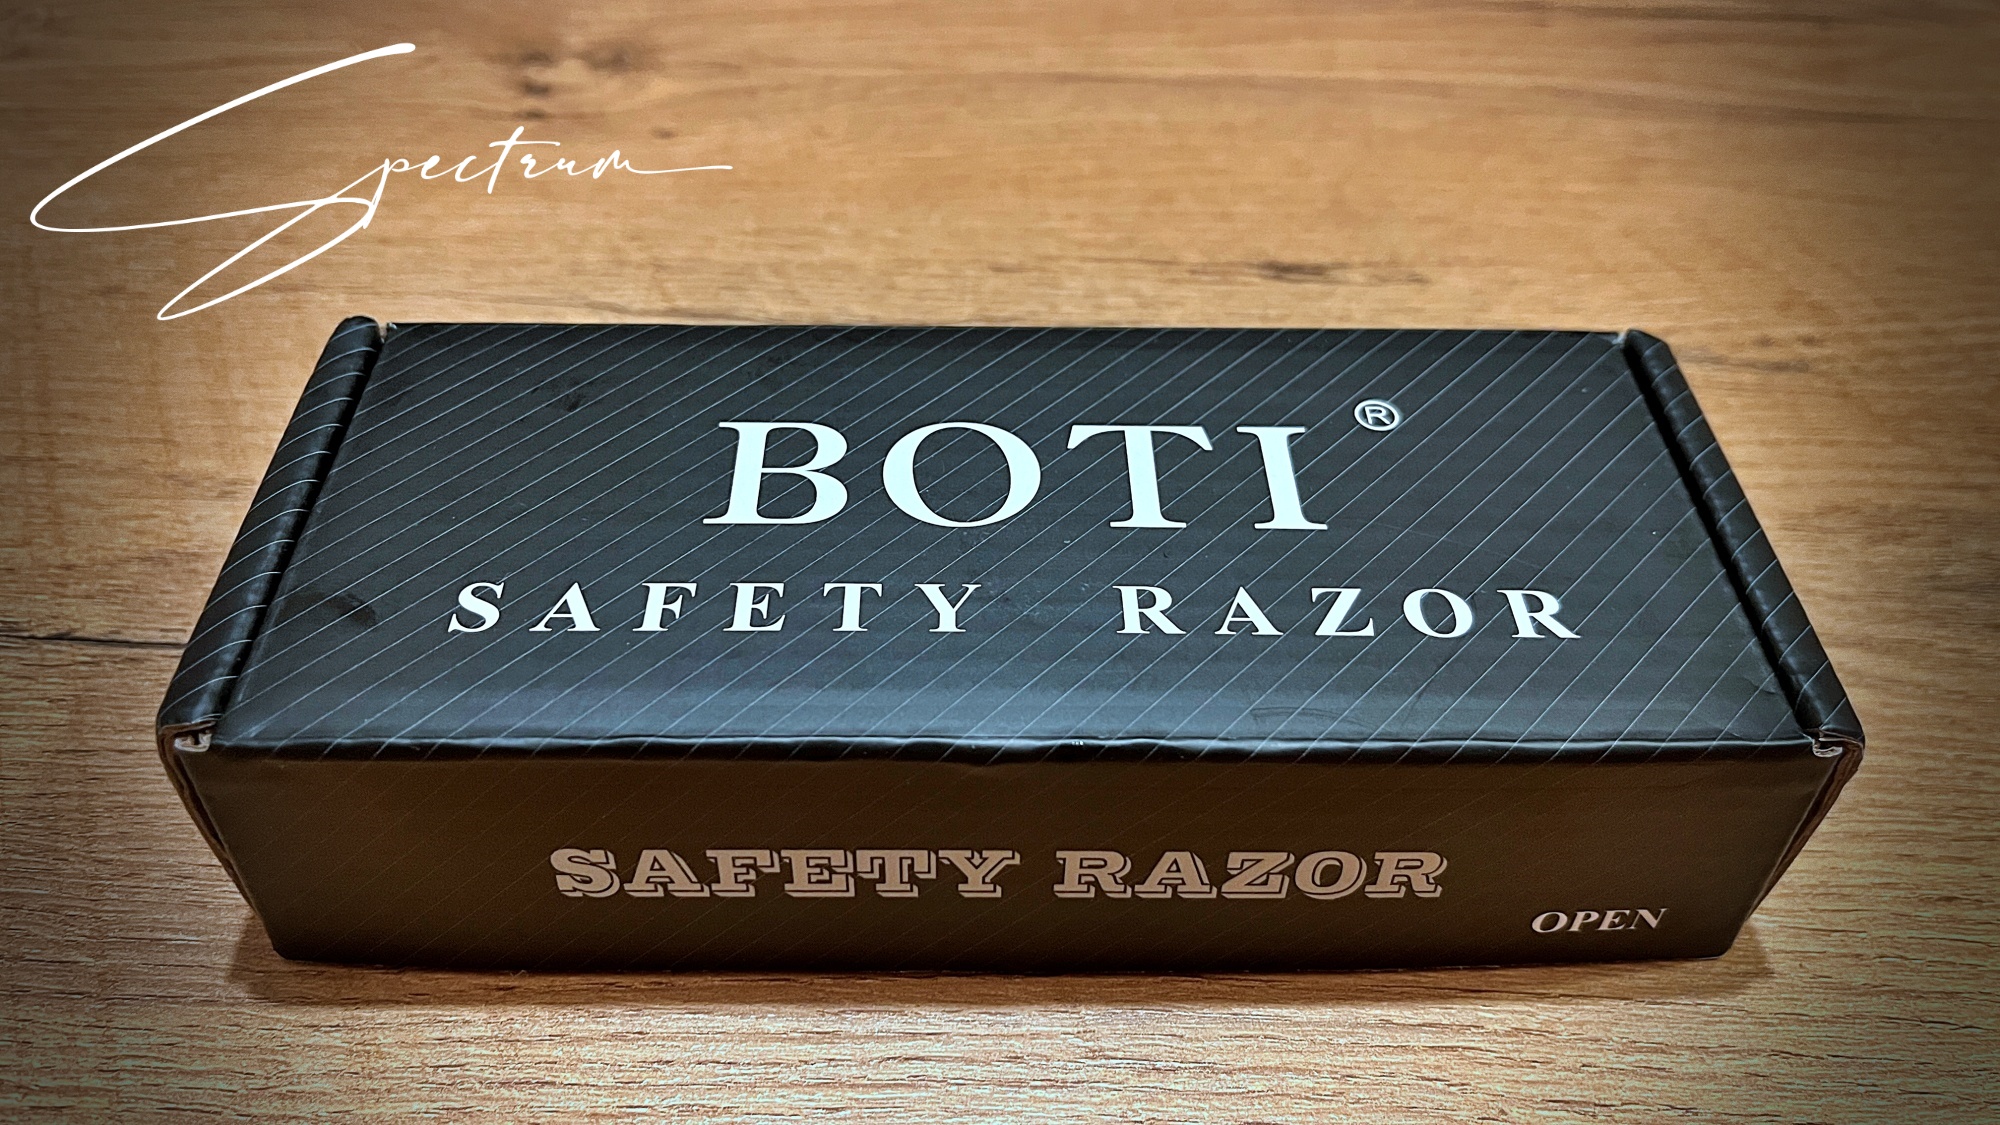 Spectrum
BOTI®
SAFETY RAZOR
SAFETY RAZOR
OPEN